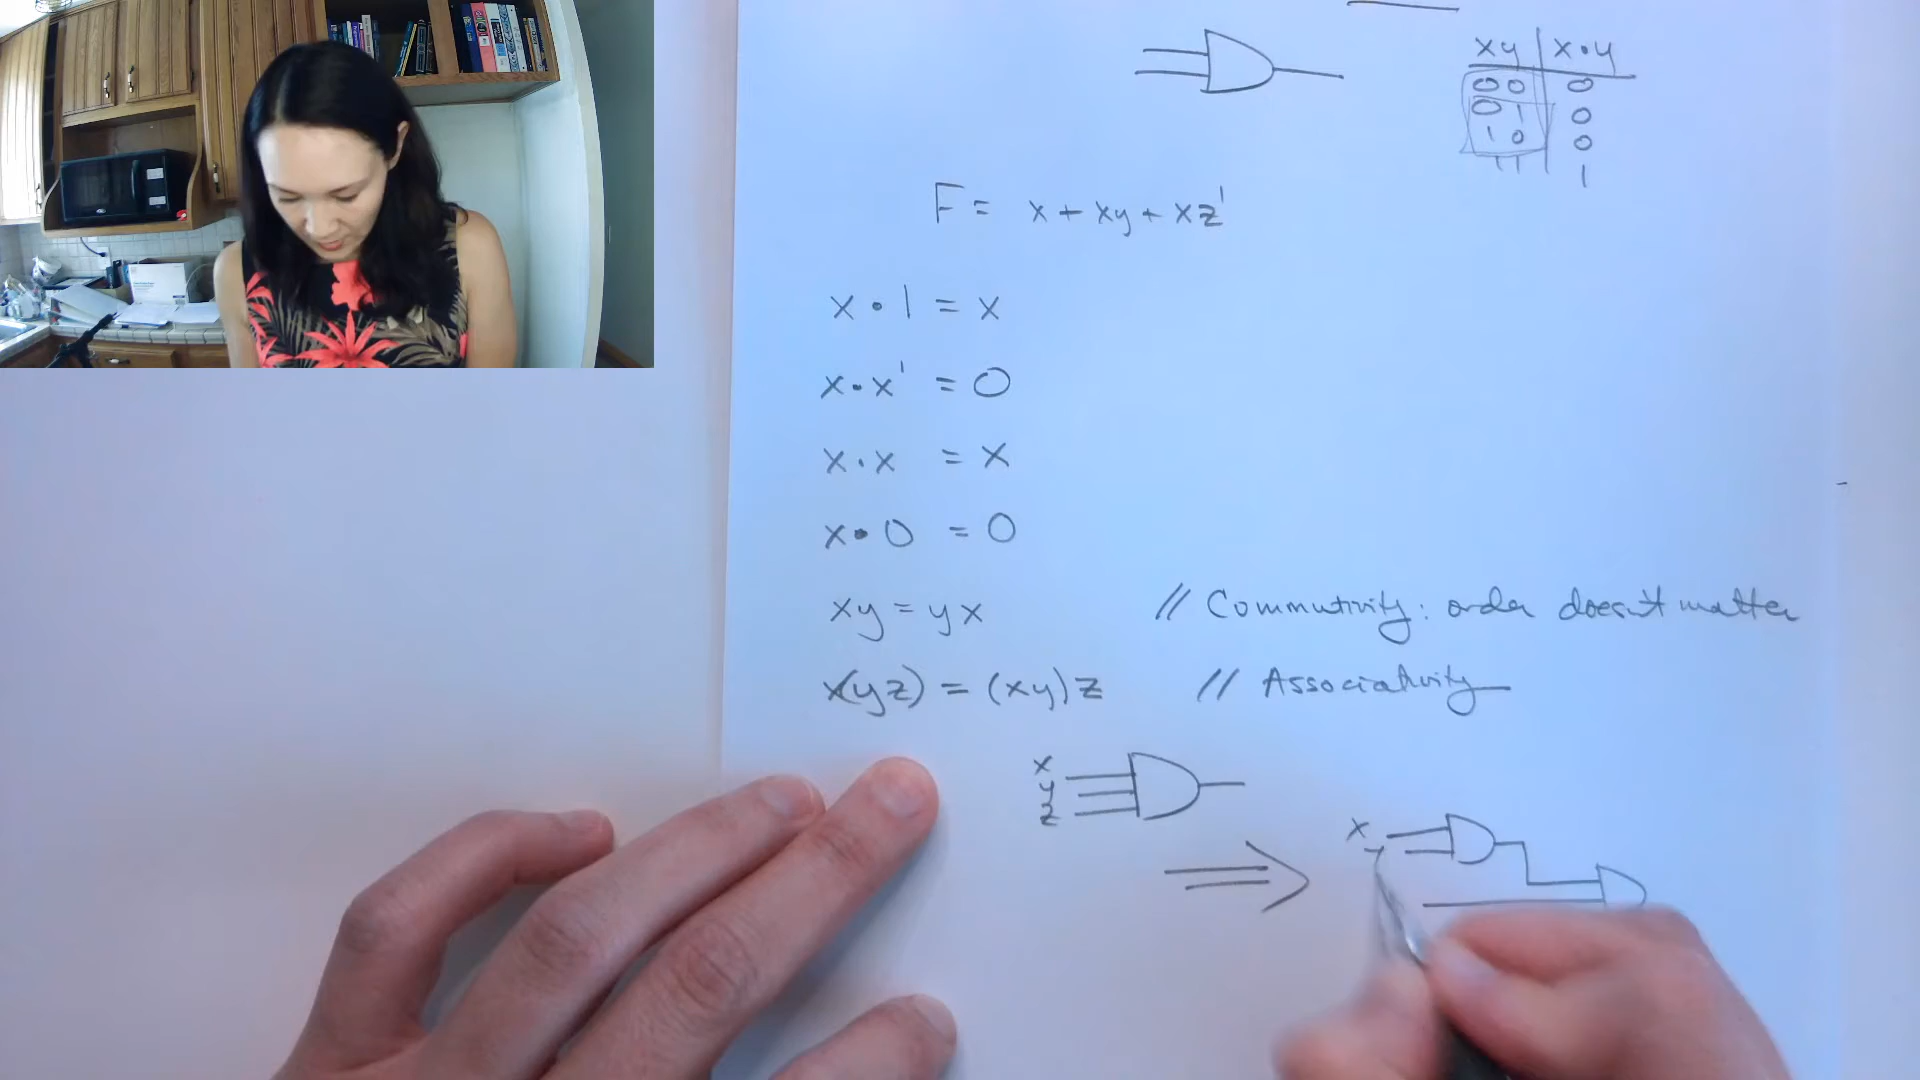 xy | x•y
00 | 0
01 | 0
10 | 0
11 | 1
F = x + xy + xz'
x • 1 = x
x • x' = 0
x • x = x
x • 0 = 0
xy = yx // Commutivity: order doesn't matter
x(yz) = (xy)z // Associativity
x
y
z
x
y